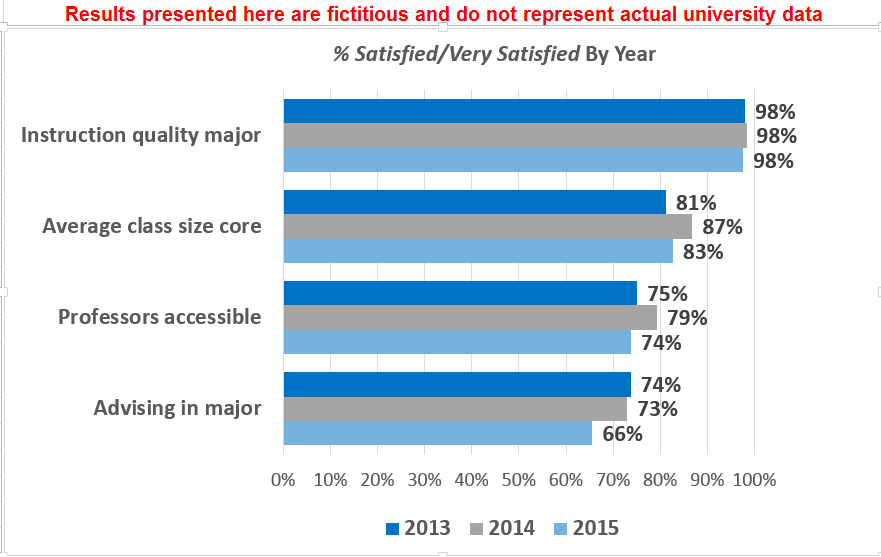 Results presented here are fictitious and do not represent actual university data
% Satisfied/Very Satisfied By Year
Instruction quality major
98%
98%
98%
Average class size core
81%
87%
83%
Professors accessible
75%
79%
74%
Advising in major
74%
73%
66%
0% 10% 20% 30% 40% 50% 60% 70% 80% 90% 100%
2013 2014 2015